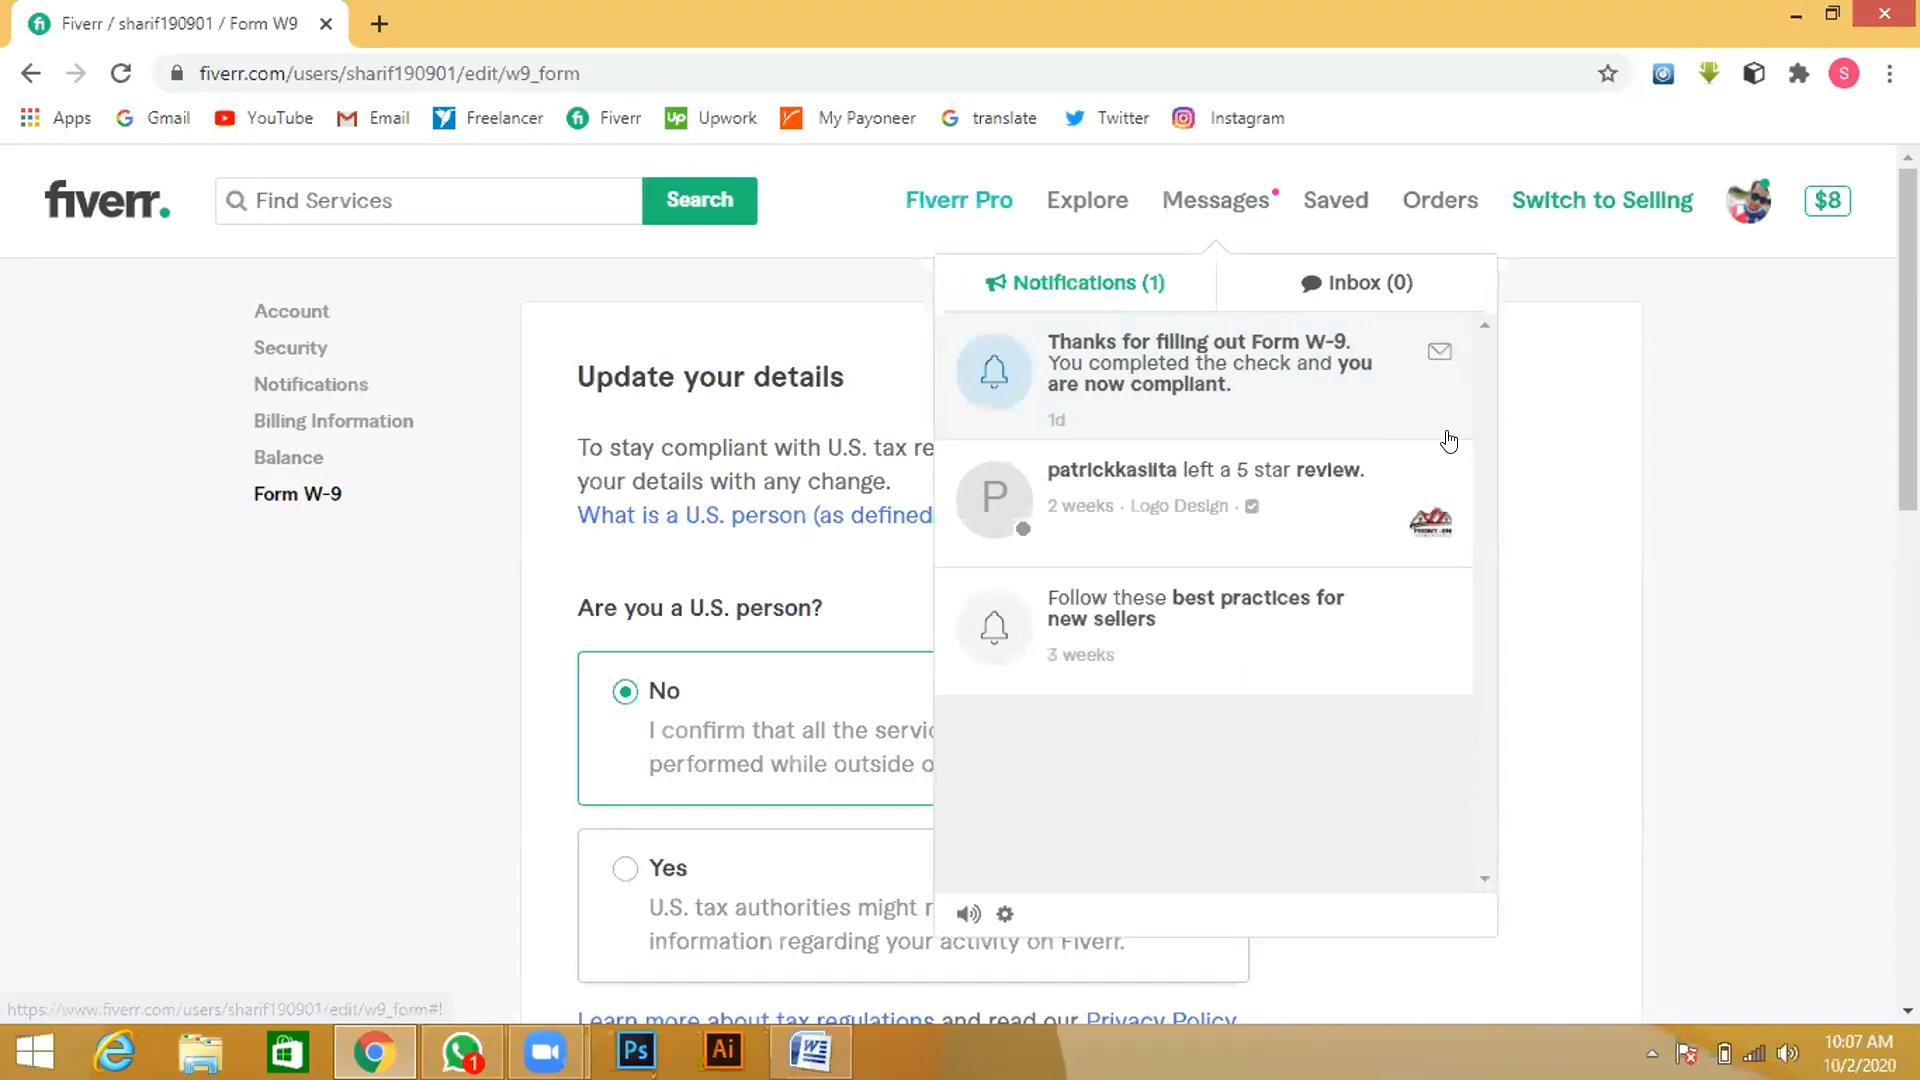 Fiverr / sharif190901 / Form W9
fiverr.com/users/sharif190901/edit/w9_form
S
Apps
Gmail
YouTube
Email
Freelancer
Fiverr
Upwork
My Payoneer
translate
Twitter
Instagram
fiverr.
Find Services
Search
Fiverr Pro
Explore
Messages
Saved
Orders
Switch to Selling
$8
Notifications (1)
Inbox (0)
Thanks for filling out Form W-9.
You completed the check and you
are now compliant.
1d
P
patrickkasiita left a 5 star review.
2 weeks · Logo Design ·
Follow these best practices for
new sellers
3 weeks
Account
Security
Notifications
Billing Information
Balance
Form W-9
Update your details
To stay compliant with U.S. tax re
your details with any change.
What is a U.S. person (as defined
Are you a U.S. person?
No
I confirm that all the servic
performed while outside o
Yes
U.S. tax authorities might r
information regarding your activity on Fiverr.
Learn more about tax regulations and read our Privacy Policy
https://www.fiverr.com/users/sharif190901/edit/w9_form#!
1
Ps
Ai
10:07 AM
10/2/2020